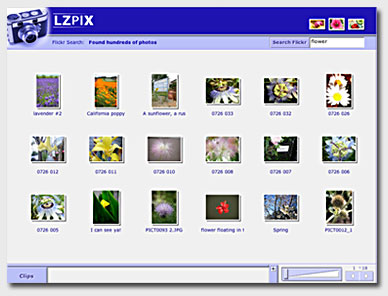 LZPIX
Flickr Search: Found hundreds of photos
Search Flickr flower
lavender #2 California poppy A sunflower, a rus 0726 033 0726 032 0726 026
0726 012 0726 011 0726 010 0726 008 0726 007 0726 006
0726 005 I can see ya! PICT0093 2.JPG flower floating in t Spring PICT0012_1
Clips
1 - 18